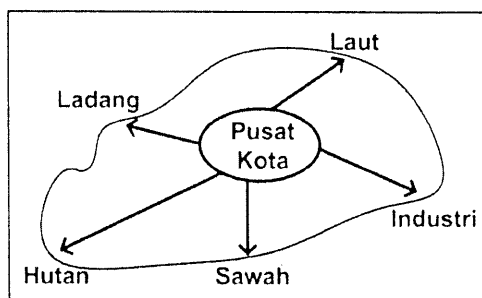 Laut
Ladang
Pusat
Kota
Industri
Hutan
Sawah